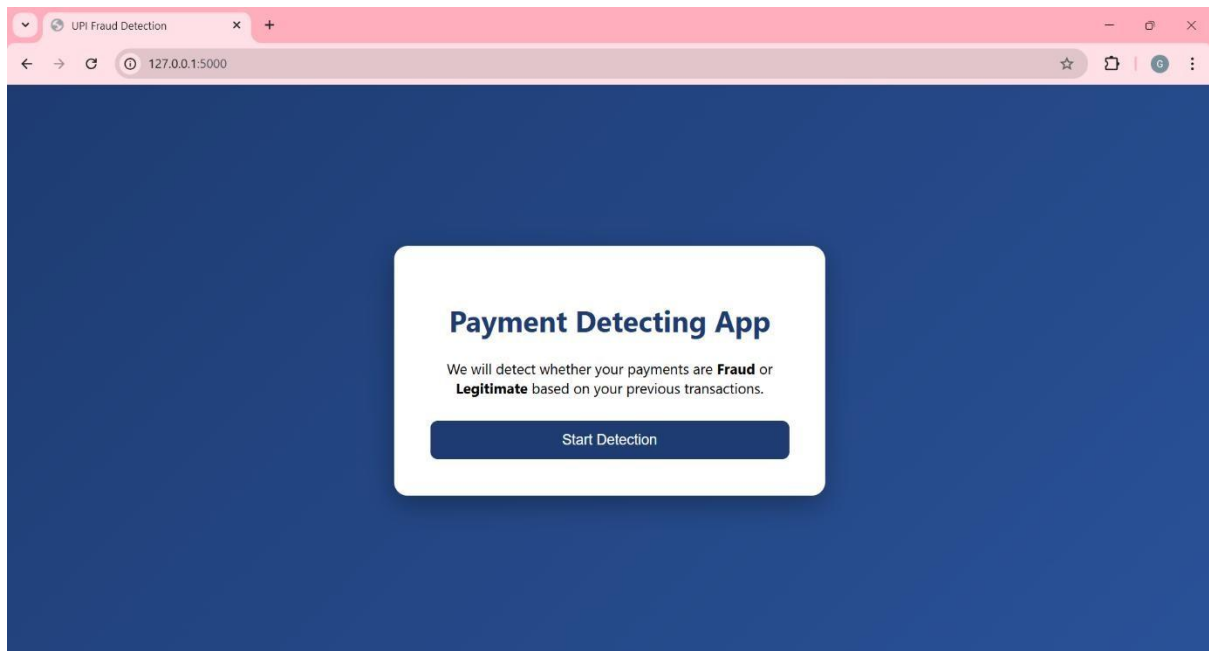 UPI Fraud Detection
127.0.0.1:5000
G
Payment Detecting App
We will detect whether your payments are Fraud or
Legitimate based on your previous transactions.
Start Detection